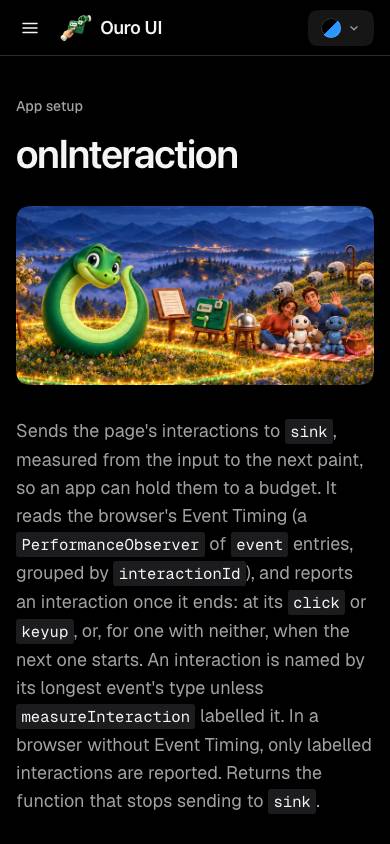 Ouro UI
App setup
onInteraction
Sends the page's interactions to sink,
measured from the input to the next paint,
so an app can hold them to a budget. It
reads the browser's Event Timing (a
PerformanceObserver of event entries,
grouped by interactionId), and reports
an interaction once it ends: at its click or
keyup, or, for one with neither, when the
next one starts. An interaction is named by
its longest event's type unless
measureInteraction labelled it. In a
browser without Event Timing, only labelled
interactions are reported. Returns the
function that stops sending to sink.